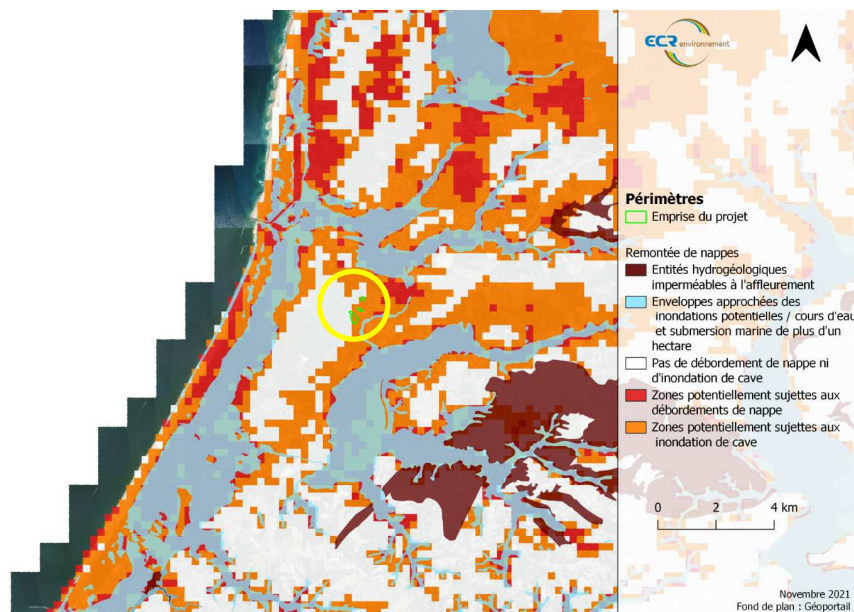 ECR environnement
Périmètres
Emprise du projet
Remontée de nappes
Entités hydrogéologiques
imperméables à l'affleurement
Enveloppes approchées des
inondations potentielles / cours d'eau
et submersion marine de plus d'un
hectare
Pas de débordement de nappe ni
d'inondation de cave
Zones potentiellement sujettes aux
débordements de nappe
Zones potentiellement sujettes aux
inondation de cave
0 2 4 km
Novembre 2021
Fond de plan : Géoportail